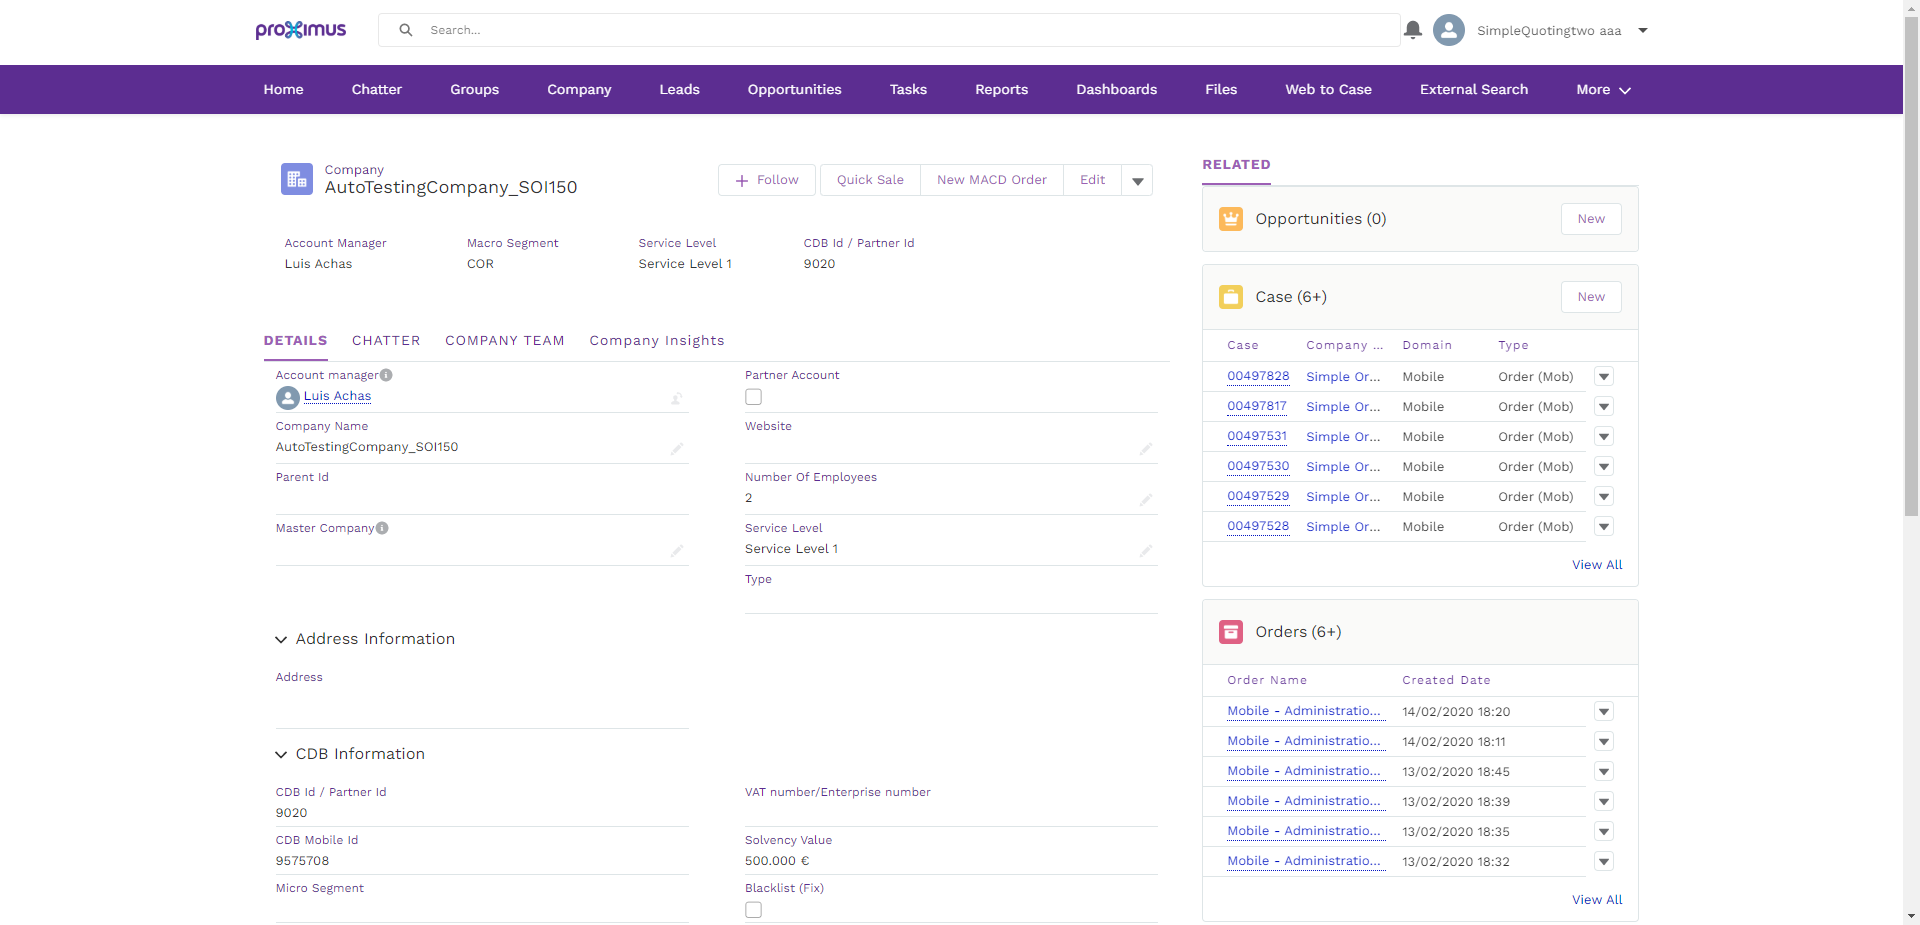 proximus
Search...
SimpleQuotingtwo aaa
Home Chatter Groups Company Leads Opportunities Tasks Reports Dashboards Files Web to Case External Search More
Company
AutoTestingCompany_SOI150
Follow Quick Sale New MACD Order Edit
Account Manager Macro Segment Service Level CDB Id / Partner Id
Luis Achas COR Service Level 1 9020
DETAILS CHATTER COMPANY TEAM Company Insights
Account manager Partner Account
Luis Achas
Company Name Website
AutoTestingCompany_SOI150
Parent Id Number Of Employees
2
Master Company Service Level
Service Level 1
Type
Address Information
Address
CDB Information
CDB Id / Partner Id VAT number/Enterprise number
9020
CDB Mobile Id Solvency Value
9575708 500.000 €
Micro Segment Blacklist (Fix)
RELATED
Opportunities (0) New
Case (6+) New
Case Company ... Domain Type
00497828 Simple Or... Mobile Order (Mob)
00497817 Simple Or... Mobile Order (Mob)
00497531 Simple Or... Mobile Order (Mob)
00497530 Simple Or... Mobile Order (Mob)
00497529 Simple Or... Mobile Order (Mob)
00497528 Simple Or... Mobile Order (Mob)
View All
Orders (6+)
Order Name Created Date
Mobile - Administratio... 14/02/2020 18:20
Mobile - Administratio... 14/02/2020 18:11
Mobile - Administratio... 13/02/2020 18:45
Mobile - Administratio... 13/02/2020 18:39
Mobile - Administratio... 13/02/2020 18:35
Mobile - Administratio... 13/02/2020 18:32
View All